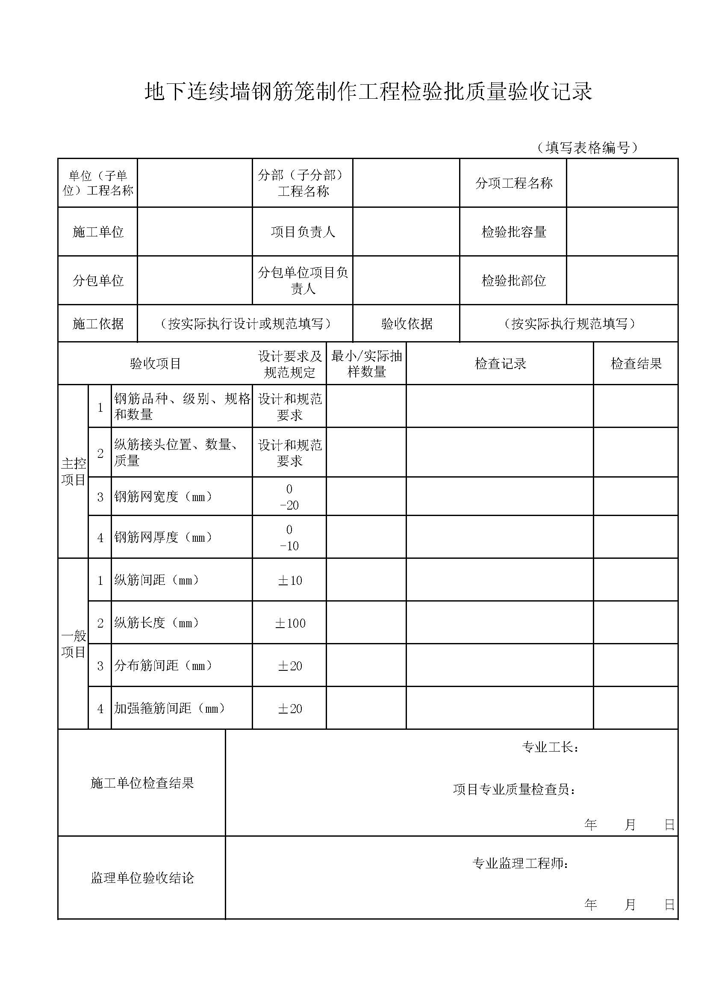 地下连续墙钢筋笼制作工程检验批质量验收记录
（填写表格编号）
单位（子单
位）工程名称
分部（子分部）
工程名称
分项工程名称
施工单位
项目负责人
检验批容量
分包单位
分包单位项目负
责人
检验批部位
施工依据
（按实际执行设计或规范填写）
验收依据
（按实际执行规范填写）
验收项目
设计要求及
规范规定
最小/实际抽
样数量
检查记录
检查结果
主控
项目
1
钢筋品种、级别、规格
和数量
设计和规范
要求
2
纵筋接头位置、数量、
质量
设计和规范
要求
3
钢筋网宽度（mm）
0
-20
4
钢筋网厚度（mm）
0
-10
一般
项目
1
纵筋间距（mm）
±10
2
纵筋长度（mm）
±100
3
分布筋间距（mm）
±20
4
加强箍筋间距（mm）
±20
施工单位检查结果
专业工长：
项目专业质量检查员：
年 月 日
监理单位验收结论
专业监理工程师：
年 月 日